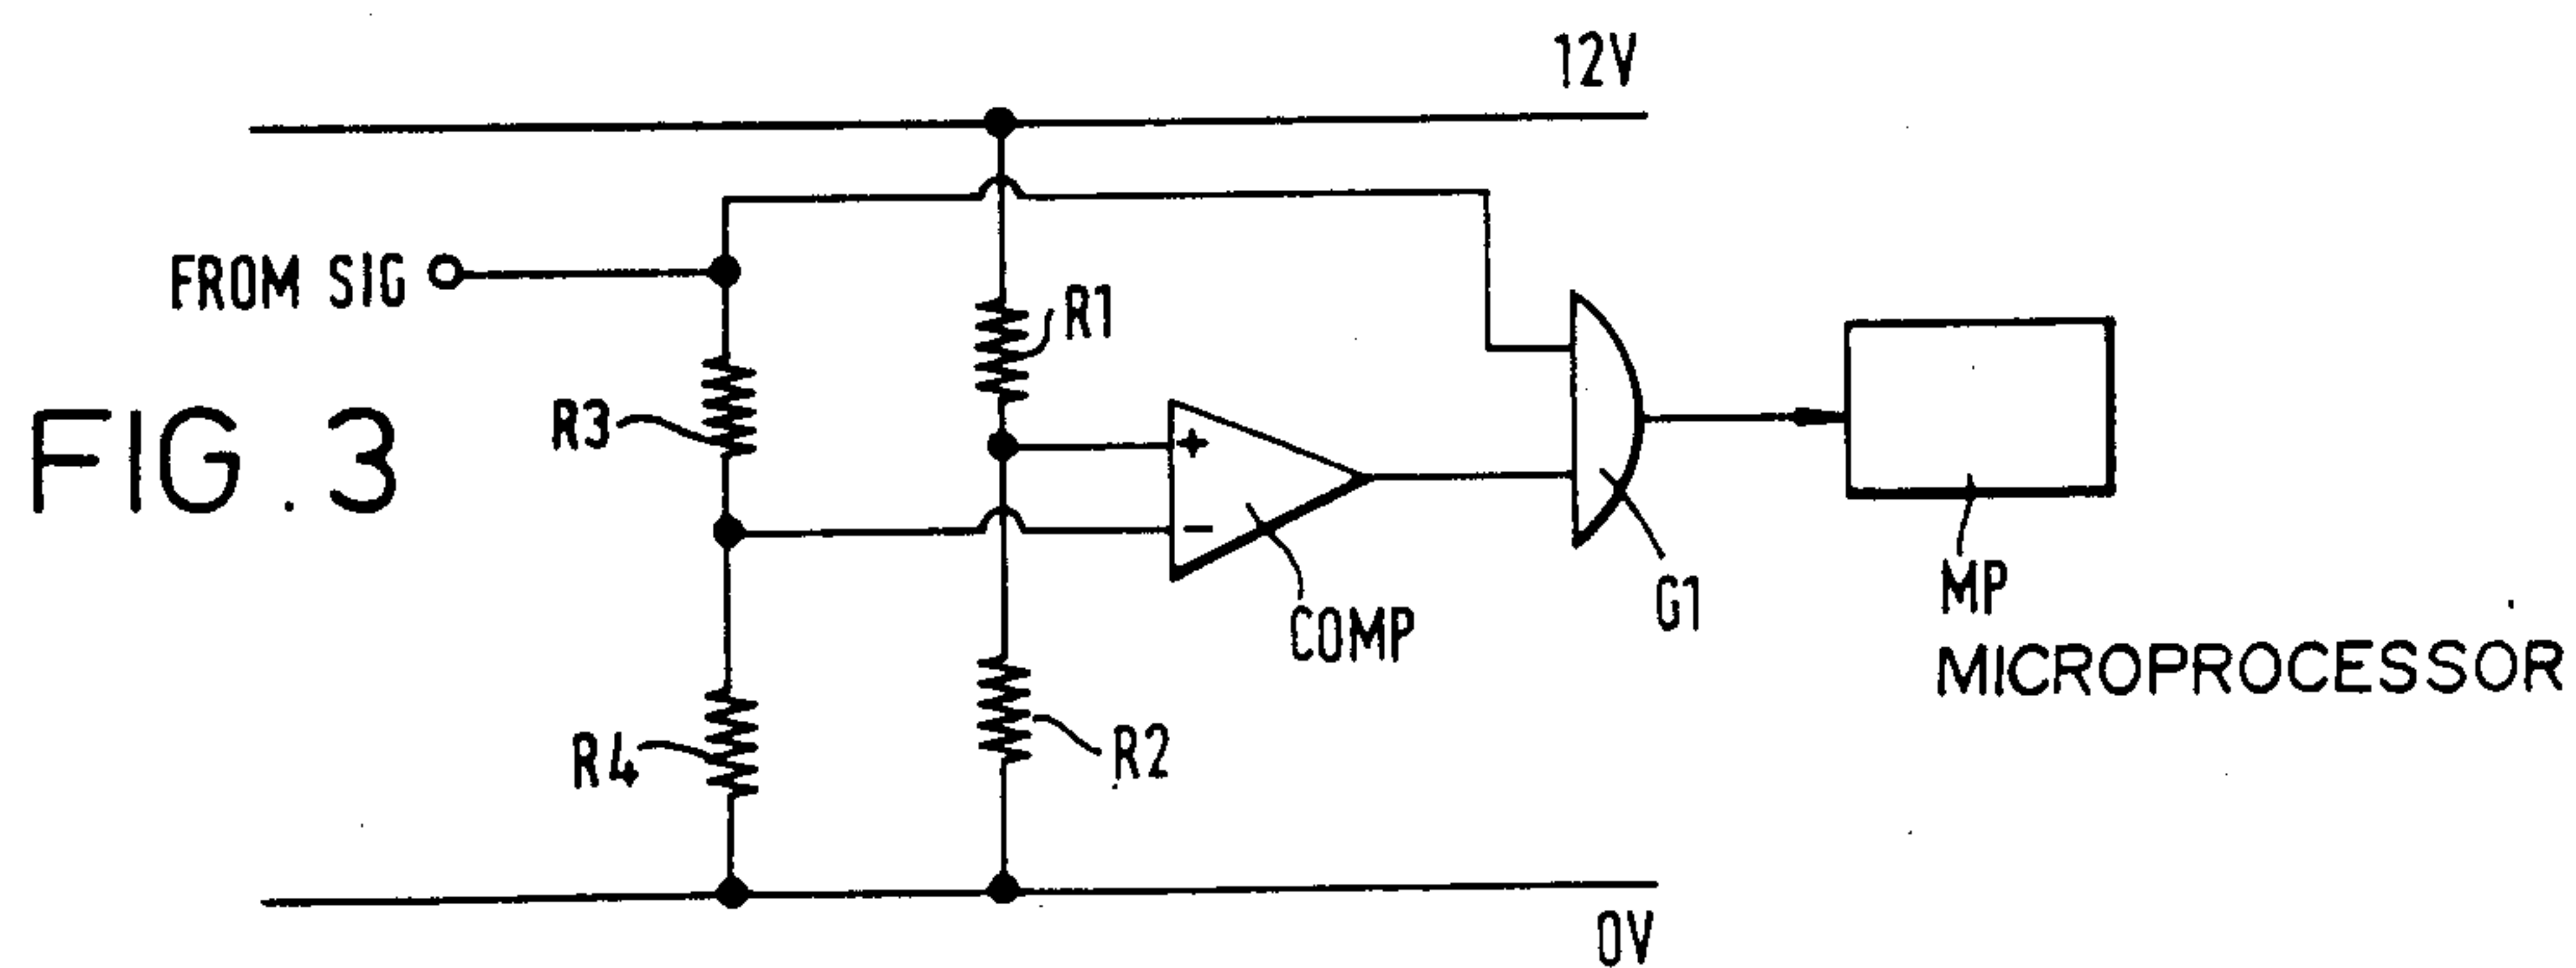 12V
FROM SIG
R1
R3
FIG. 3
+
−
COMP
G1
MP
MICROPROCESSOR
R4
R2
0V